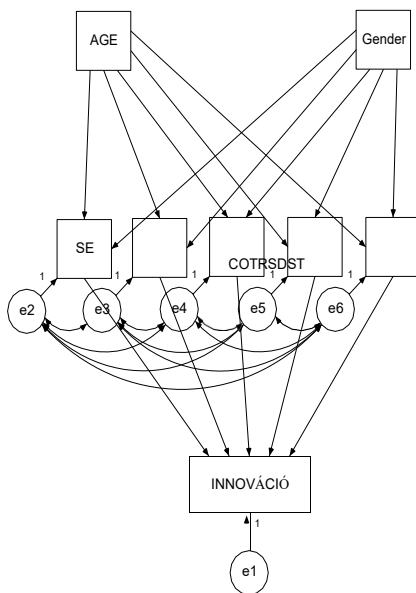 AGE Gender
SE
COTRSDST
1 1 1 1 1
e2 e3 e4 e5 e6
INNOVÁCIÓ
1
e1